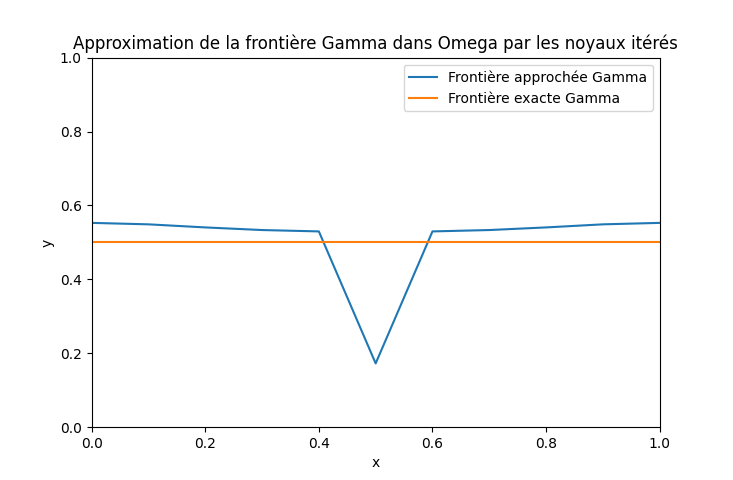 Approximation de la frontière Gamma dans Omega par les noyaux itérés
Frontière approchée Gamma
Frontière exacte Gamma
1.0
0.8
0.6
0.4
0.2
0.0
y
0.0 0.2 0.4 0.6 0.8 1.0
x